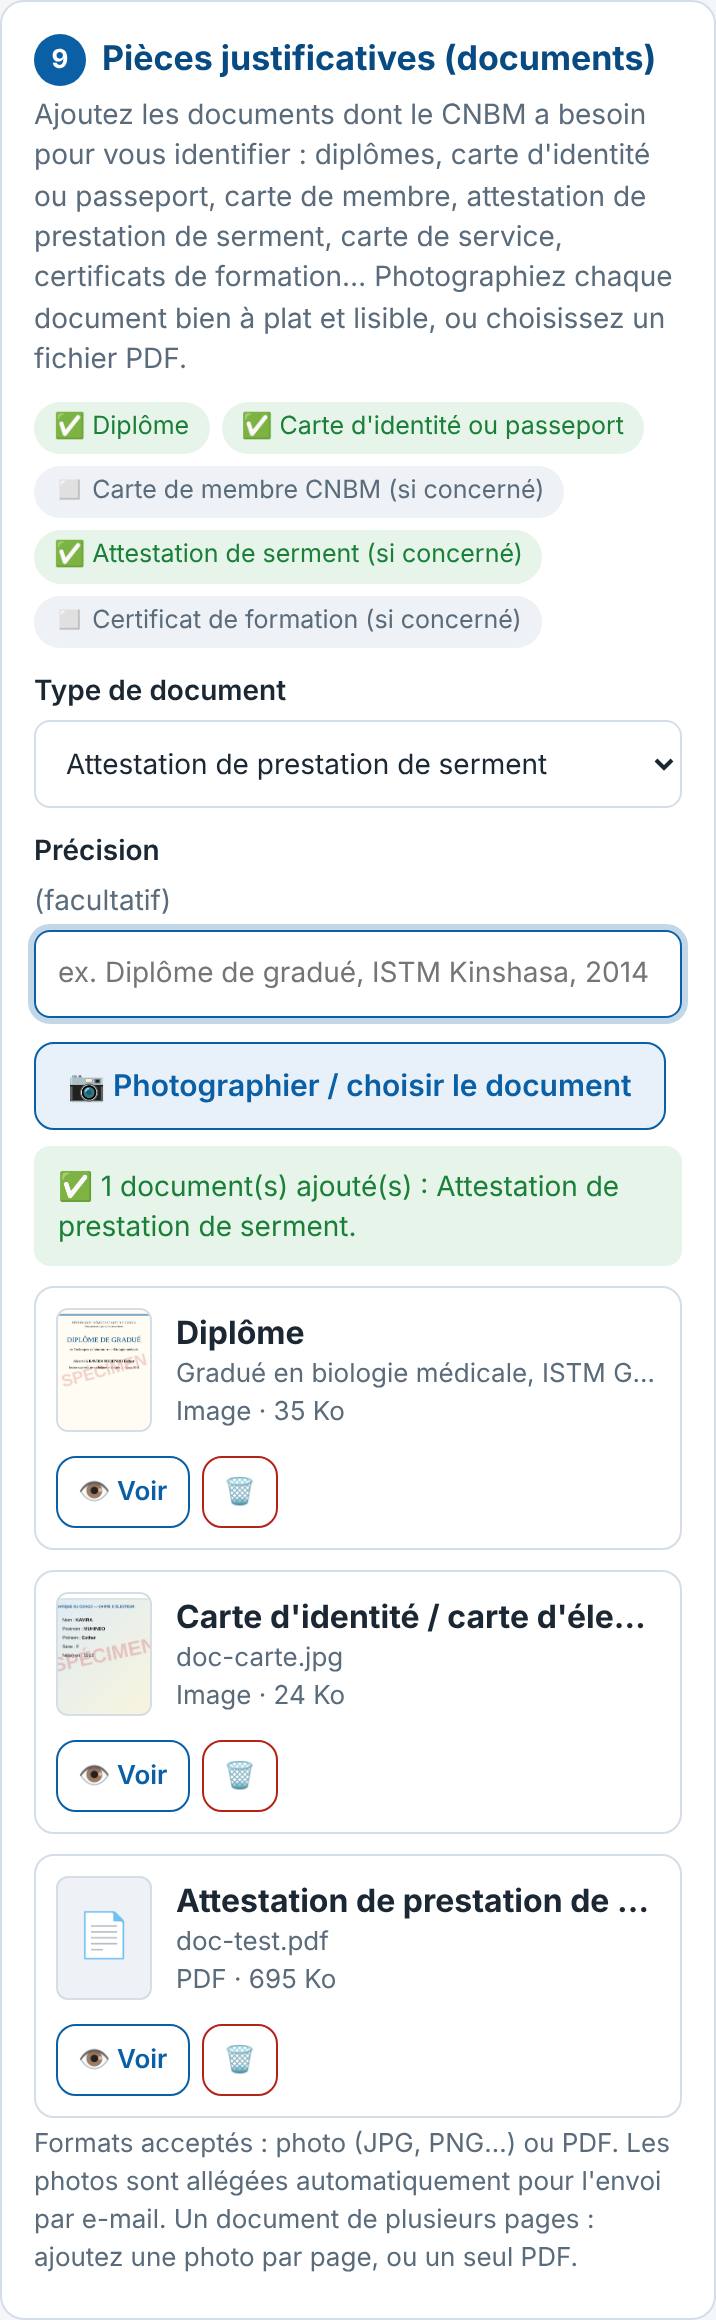 9 Pièces justificatives (documents)
Ajoutez les documents dont le CNBM a besoin
pour vous identifier : diplômes, carte d'identité
ou passeport, carte de membre, attestation de
prestation de serment, carte de service,
certificats de formation... Photographiez chaque
document bien à plat et lisible, ou choisissez un
fichier PDF.
✅ Diplôme ✅ Carte d'identité ou passeport
Carte de membre CNBM (si concerné)
✅ Attestation de serment (si concerné)
Certificat de formation (si concerné)
Type de document
Attestation de prestation de serment
Précision
(facultatif)
ex. Diplôme de gradué, ISTM Kinshasa, 2014
Photographier / choisir le document
✅ 1 document(s) ajouté(s) : Attestation de
prestation de serment.
DIPLÔME DE GRADUÉ
SPÉCIMEN
Diplôme
Gradué en biologie médicale, ISTM G...
Image · 35 Ko
Voir
Nom : KAVIRA
Prénom : Esther
SPÉCIMEN
Carte d'identité / carte d'éle...
doc-carte.jpg
Image · 24 Ko
Voir
Attestation de prestation de ...
doc-test.pdf
PDF · 695 Ko
Voir
Formats acceptés : photo (JPG, PNG...) ou PDF. Les
photos sont allégées automatiquement pour l'envoi
par e-mail. Un document de plusieurs pages :
ajoutez une photo par page, ou un seul PDF.